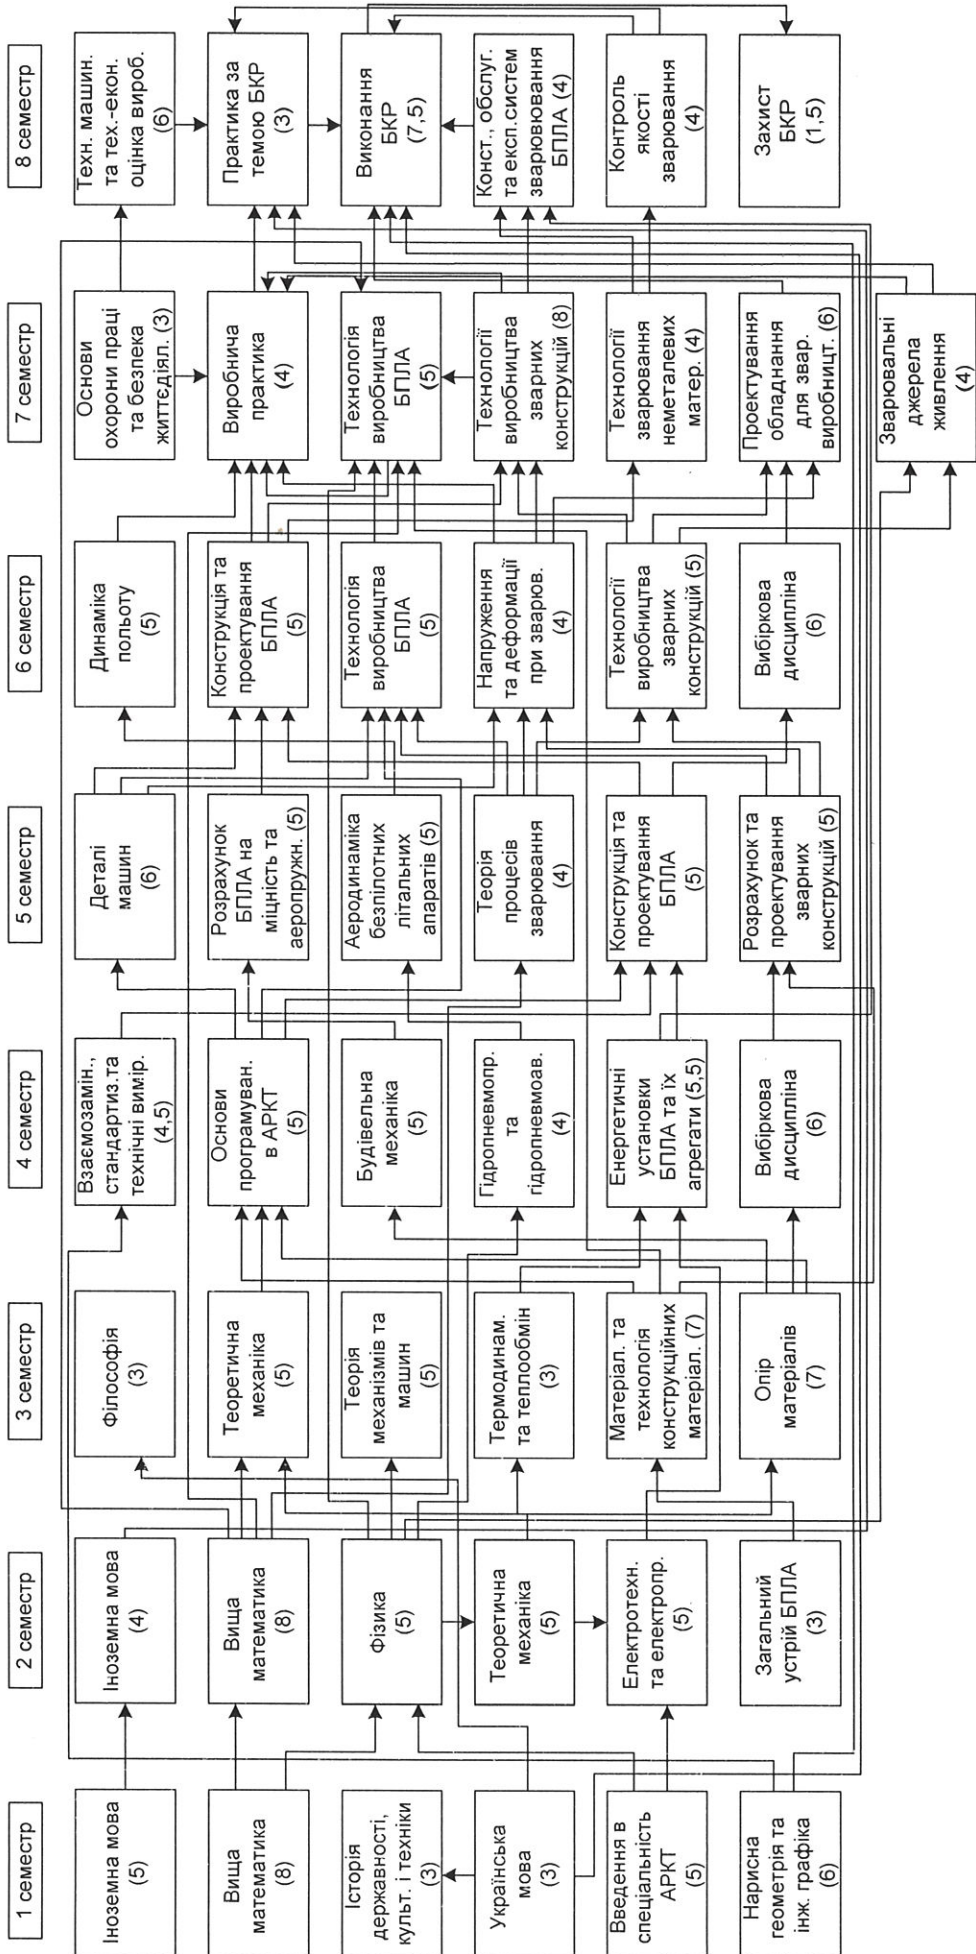 1 семестр
Іноземна мова
(5)
Вища
математика
(8)
Історія
державності,
культ. і техніки
(3)
Українська
мова
(3)
Введення в
спеціальність
АРКТ
(5)
Нарисна
геометрія та
інж. графіка
(6)
2 семестр
Іноземна мова
(4)
Вища
математика
(8)
Фізика
(5)
Теоретична
механіка
(5)
Електротехн.
та електропр.
(5)
Загальний
устрій БПЛА
(3)
3 семестр
Філософія
(3)
Теоретична
механіка
(5)
Теорія
механізмів та
машин
(5)
Термодинам.
та теплообмін
(3)
Матеріал. та
технологія
конструкційних
матеріал. (7)
Опір
матеріалів
(7)
4 семестр
Взаємозамін.,
стандартиз.та
технічні вимір.
(4,5)
Основи
програмуван.
в АРКТ
(5)
Будівельна
механіка
(5)
Гідропневмопр.
та
гідропневмоав.
(4)
Енергетичні
установки
БПЛА та їх
агрегати (5,5)
Вибіркова
дисципліна
(6)
5 семестр
Деталі
машин
(6)
Розрахунок
БПЛА на
міцність та
аеропружн. (5)
Аеродинаміка
безпілотних
літальних
апаратів (5)
Теорія
процесів
зварювання
(4)
Конструкція та
проектування
БПЛА
(5)
Розрахунок та
проектування
зварних
конструкцій (5)
6 семестр
Динаміка
польоту
(5)
Конструкція та
проектування
БПЛА
(5)
Технологія
виробництва
БПЛА
(5)
Напруження
та деформації
при зварюв.
(4)
Технології
виробництва
зварних
конструкцій (5)
Вибіркова
дисципліна
(6)
7 семестр
Основи
охорони праці
та безпека
життєдіял. (3)
Виробнича
практика
(4)
Технологія
виробництва
БПЛА
(5)
Технології
виробництва
зварних
конструкцій (8)
Технології
зварювання
неметалевих
матер. (4)
Проектування
обладнання
для звар.
виробницт. (6)
Зварювальні
джерела
живлення
(4)
8 семестр
Техн. машин.
та тех.-екон.
оцінка вироб.
(6)
Практика за
темою БКР
(3)
Виконання
БКР
(7,5)
Конст., обслуг.
та експ.систем
зварюювання
БПЛА (4)
Контроль
якості
зварювання
(4)
Захист
БКР
(1,5)